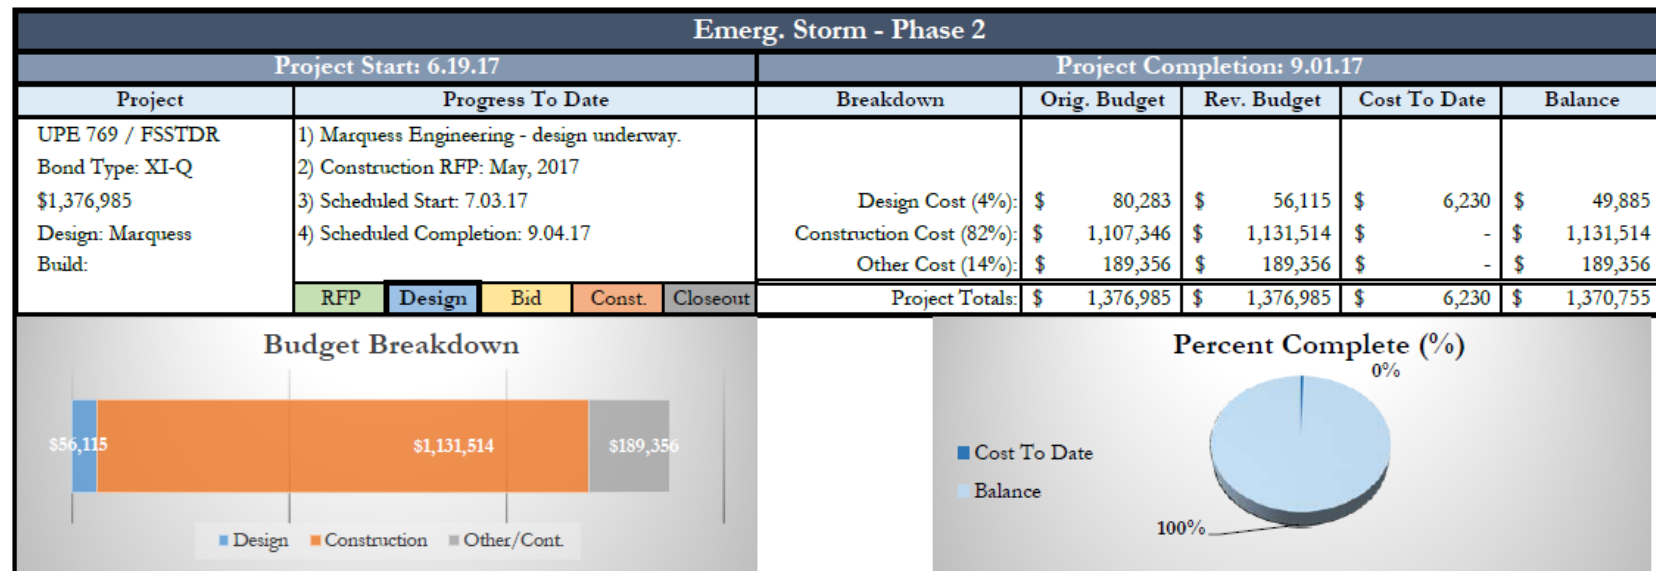 Emerg. Storm - Phase 2
Project Start: 6.19.17 Project Completion: 9.01.17
Project Progress To Date Breakdown Orig. Budget Rev. Budget Cost To Date Balance
UPE 769 / FSSTDR 1) Marquess Engineering - design underway.
Bond Type: XI-Q 2) Construction RFP: May, 2017
$1,376,985 3) Scheduled Start: 7.03.17 Design Cost (4%): $ 80,283 $ 56,115 $ 6,230 $ 49,885
Design: Marquess 4) Scheduled Completion: 9.04.17 Construction Cost (82%): $ 1,107,346 $ 1,131,514 $ - $ 1,131,514
Build: Other Cost (14%): $ 189,356 $ 189,356 $ - $ 189,356
RFP Design Bid Const. Closeout Project Totals: $ 1,376,985 $ 1,376,985 $ 6,230 $ 1,370,755
Budget Breakdown
$56,115 $1,131,514 $189,356
Design Construction Other/Cont.
Percent Complete (%)
0%
Cost To Date
Balance
100%